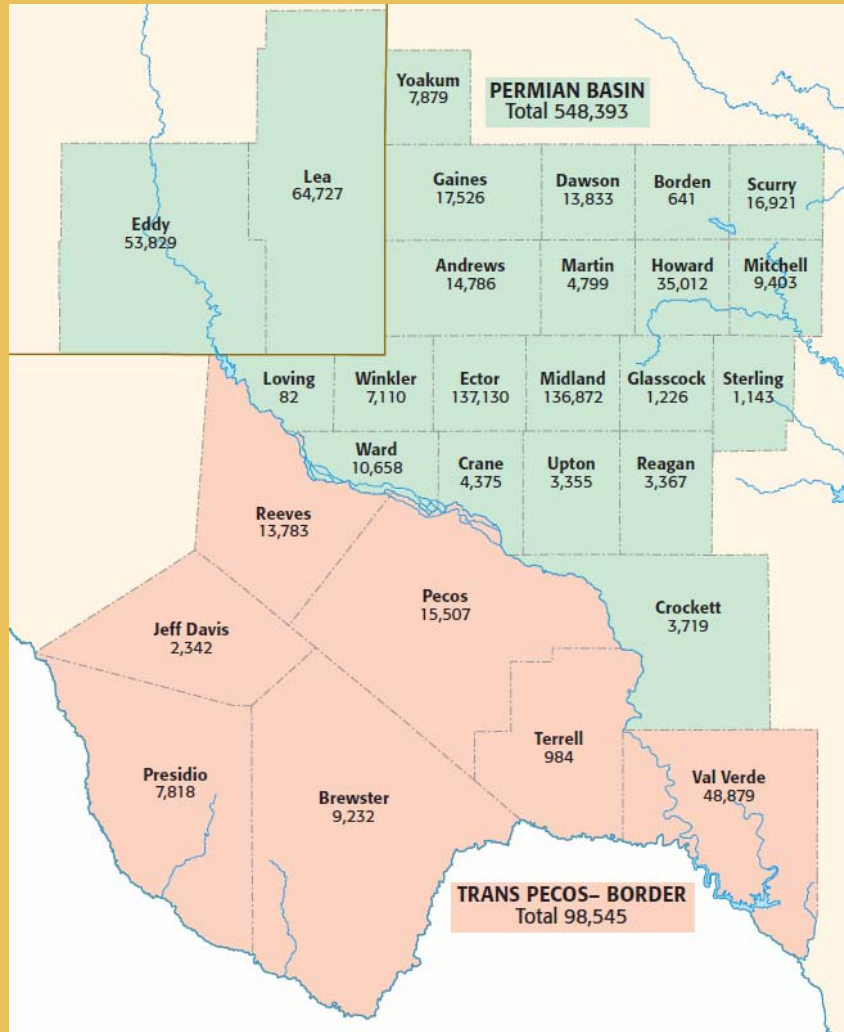 Yoakum
7,879
PERMIAN BASIN
Total 548,393
Lea
64,727
Gaines
17,526
Dawson
13,833
Borden
641
Scurry
16,921
Eddy
53,829
Andrews
14,786
Martin
4,799
Howard
35,012
Mitchell
9,403
Loving
82
Winkler
7,110
Ector
137,130
Midland
136,872
Glasscock
1,226
Sterling
1,143
Ward
10,658
Crane
4,375
Upton
3,355
Reagan
3,367
Reeves
13,783
Pecos
15,507
Crockett
3,719
Jeff Davis
2,342
Terrell
984
Presidio
7,818
Brewster
9,232
Val Verde
48,879
TRANS PECOS– BORDER
Total 98,545